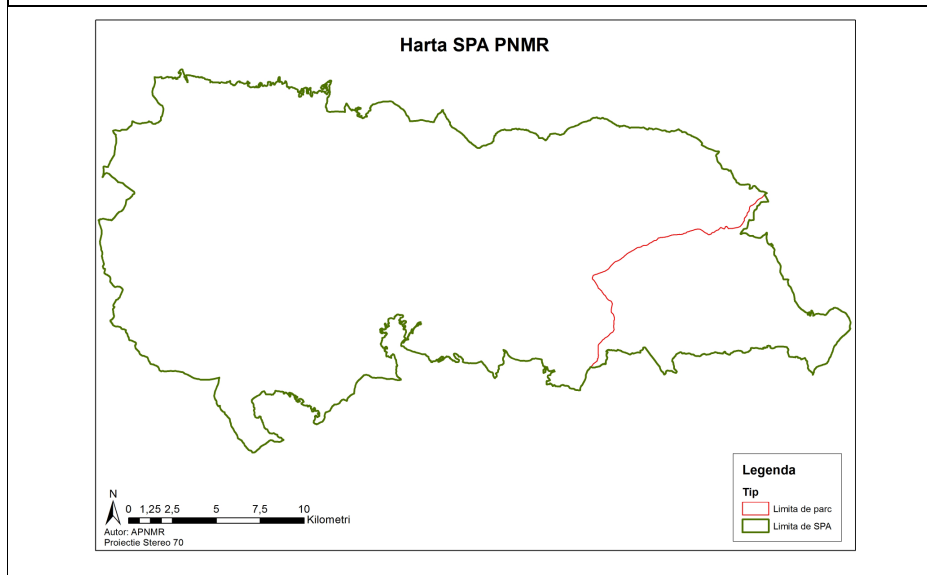 Harta SPA PNMR
Legenda
Tip
Limita de parc
Limita de SPA
N
0 1,25 2,5 5 7,5 10
Kilometri
Autor: APNMR
Proiectie Stereo 70